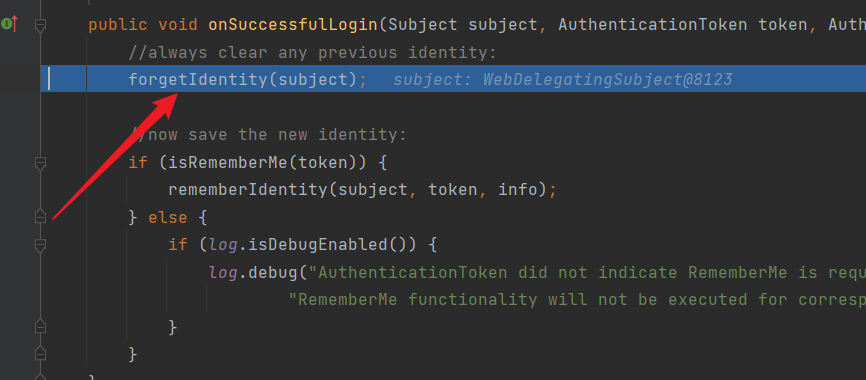 public void onSuccessfulLogin(Subject subject, AuthenticationToken token, Auth
//always clear any previous identity:
forgetIdentity(subject); subject: WebDelegatingSubject@8123
//now save the new identity:
if (isRememberMe(token)) {
rememberIdentity(subject, token, info);
} else {
if (log.isDebugEnabled()) {
log.debug("AuthenticationToken did not indicate RememberMe is requ
"RememberMe functionality will not be executed for corresp
}
}